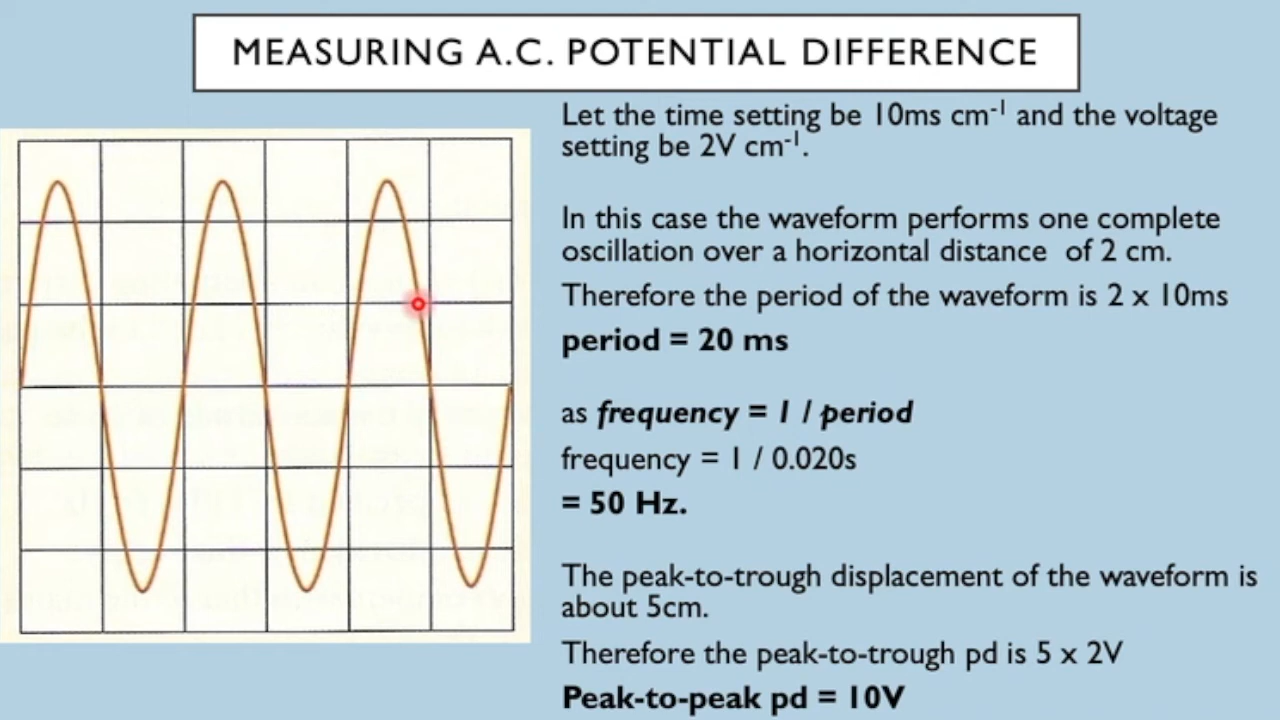 MEASURING A.C. POTENTIAL DIFFERENCE
Let the time setting be 10ms cm⁻¹ and the voltage
setting be 2V cm⁻¹.
In this case the waveform performs one complete
oscillation over a horizontal distance of 2 cm.
Therefore the period of the waveform is 2 x 10ms
period = 20 ms
as frequency = 1 / period
frequency = 1 / 0.020s
= 50 Hz.
The peak-to-trough displacement of the waveform is
about 5cm.
Therefore the peak-to-trough pd is 5 x 2V
Peak-to-peak pd = 10V